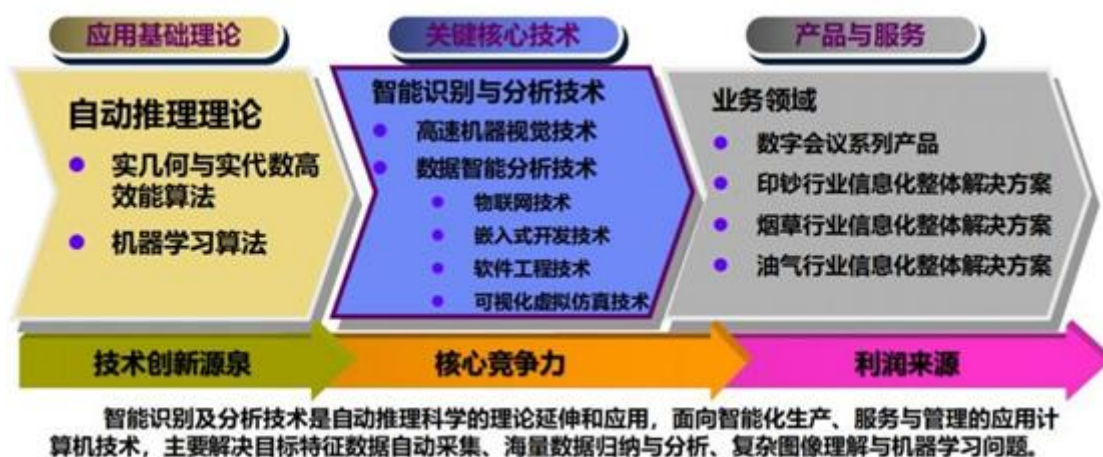 应用基础理论
关键核心技术
产品与服务
自动推理理论
实几何与实代数高
效能算法
机器学习算法
智能识别与分析技术
高速机器视觉技术
数据智能分析技术
物联网技术
嵌入式开发技术
软件工程技术
可视化虚拟仿真技术
业务领域
数字会议系列产品
印钞行业信息化整体解决方案
烟草行业信息化整体解决方案
油气行业信息化整体解决方案
技术创新源泉
核心竞争力
利润来源
智能识别及分析技术是自动推理科学的理论延伸和应用，面向智能化生产、服务与管理的应用计
算机技术，主要解决目标特征数据自动采集、海量数据归纳与分析、复杂图像理解与机器学习问题。